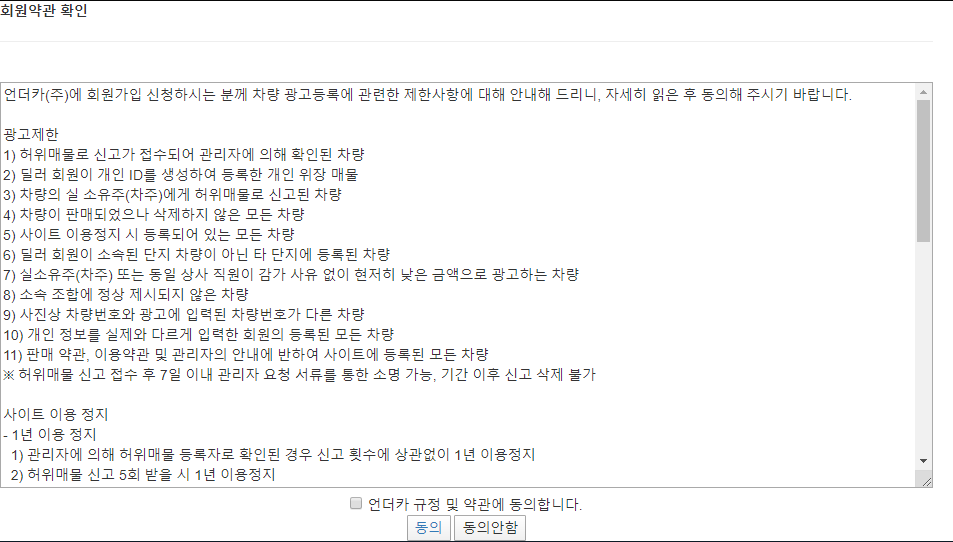 회원약관 확인
언더카(주)에 회원가입 신청하시는 분께 차량 광고등록에 관련한 제한사항에 대해 안내해 드리니, 자세히 읽은 후 동의해 주시기 바랍니다.
광고제한
1) 허위매물로 신고가 접수되어 관리자에 의해 확인된 차량
2) 딜러 회원이 개인 ID를 생성하여 등록한 개인 위장 매물
3) 차량의 실 소유주(차주)에게 허위매물로 신고된 차량
4) 차량이 판매되었으나 삭제하지 않은 모든 차량
5) 사이트 이용정지 시 등록되어 있는 모든 차량
6) 딜러 회원이 소속된 단지 차량이 아닌 타 단지에 등록된 차량
7) 실소유주(차주) 또는 동일 상사 직원이 감가 사유 없이 현저히 낮은 금액으로 광고하는 차량
8) 소속 조합에 정상 제시되지 않은 차량
9) 사진상 차량번호와 광고에 입력된 차량번호가 다른 차량
10) 개인 정보를 실제와 다르게 입력한 회원의 등록된 모든 차량
11) 판매 약관, 이용약관 및 관리자의 안내에 반하여 사이트에 등록된 모든 차량
※ 허위매물 신고 접수 후 7일 이내 관리자 요청 서류를 통한 소명 가능, 기간 이후 신고 삭제 불가
사이트 이용 정지
- 1년 이용 정지
1) 관리자에 의해 허위매물 등록자로 확인된 경우 신고 횟수에 상관없이 1년 이용정지
2) 허위매물 신고 5회 받을 시 1년 이용정지
언더카 규정 및 약관에 동의합니다.
동의 동의안함